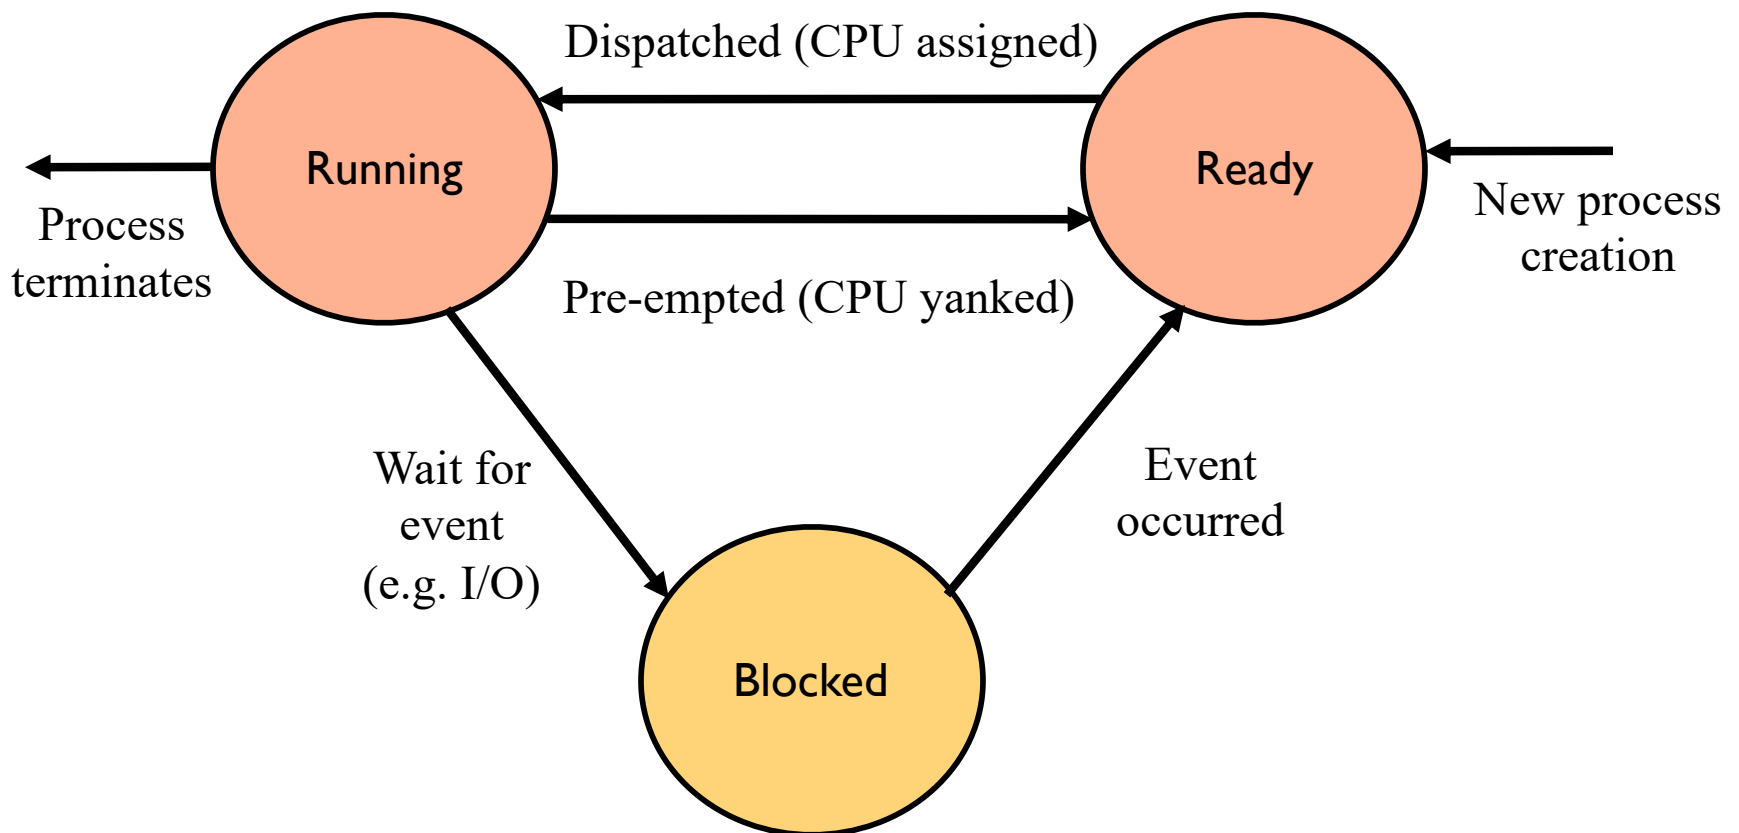 Dispatched (CPU assigned)
Running
Ready
Process
terminates
New process
creation
Pre-empted (CPU yanked)
Wait for
event
(e.g. I/O)
Event
occurred
Blocked